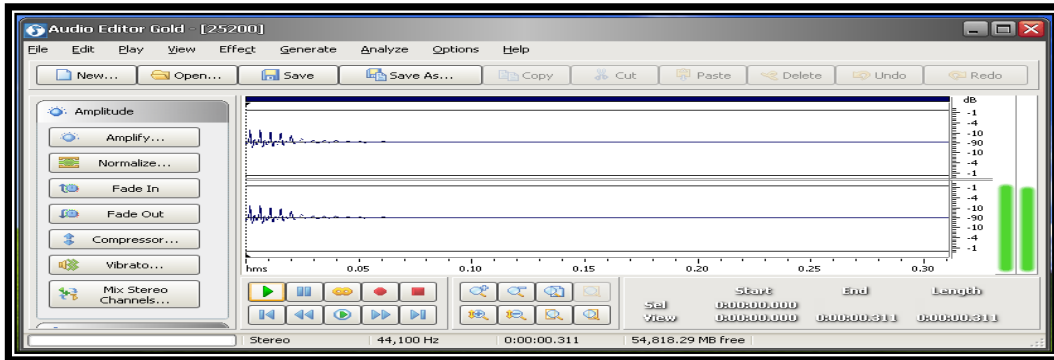 Audio Editor Gold - [25200]
File Edit Play View Effect Generate Analyze Options Help
New... Open... Save Save As... Copy Cut Paste Delete Undo Redo
Amplitude
Amplify...
Normalize...
Fade In
Fade Out
Compressor...
Vibrato...
Mix Stereo
Channels...
dB
-1
-4
-10
-90
-10
-4
-1
-1
-4
-10
-90
-10
-4
-1
hms 0.05 0.10 0.15 0.20 0.25 0.30
Start End Length
Sel 0:00:00.000
View 0:00:00.000 0:00:00.311 0:00:00.311
Stereo 44,100 Hz 0:00:00.311 54,818.29 MB free